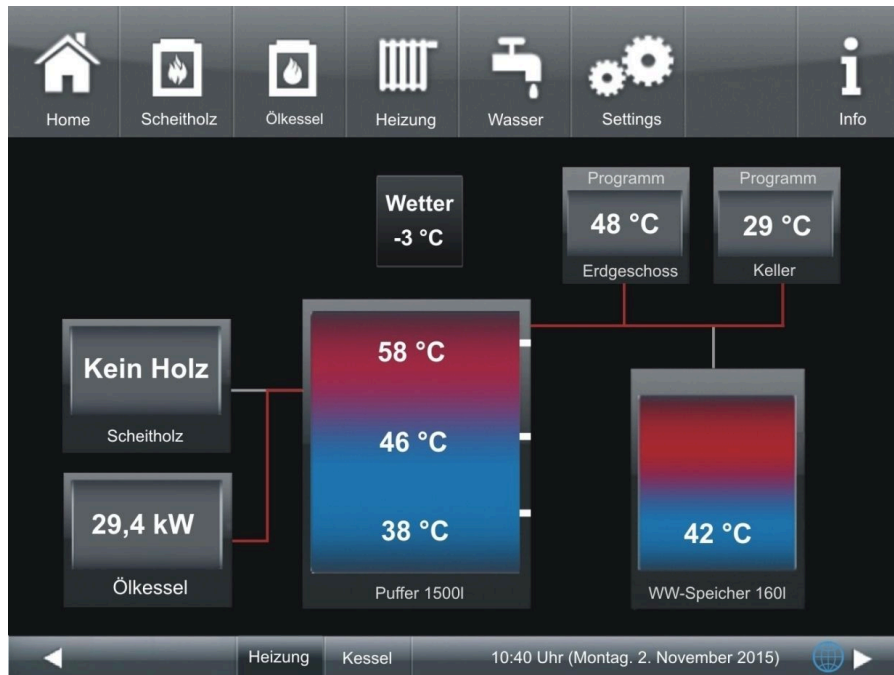 Home
Scheitholz
Ölkessel
Heizung
Wasser
Settings
Info
Wetter
-3 °C
Programm
48 °C
Erdgeschoss
Programm
29 °C
Keller
Kein Holz
Scheitholz
58 °C
46 °C
38 °C
Puffer 1500l
29,4 kW
Ölkessel
42 °C
WW-Speicher 160l
Heizung
Kessel
10:40 Uhr (Montag. 2. November 2015)